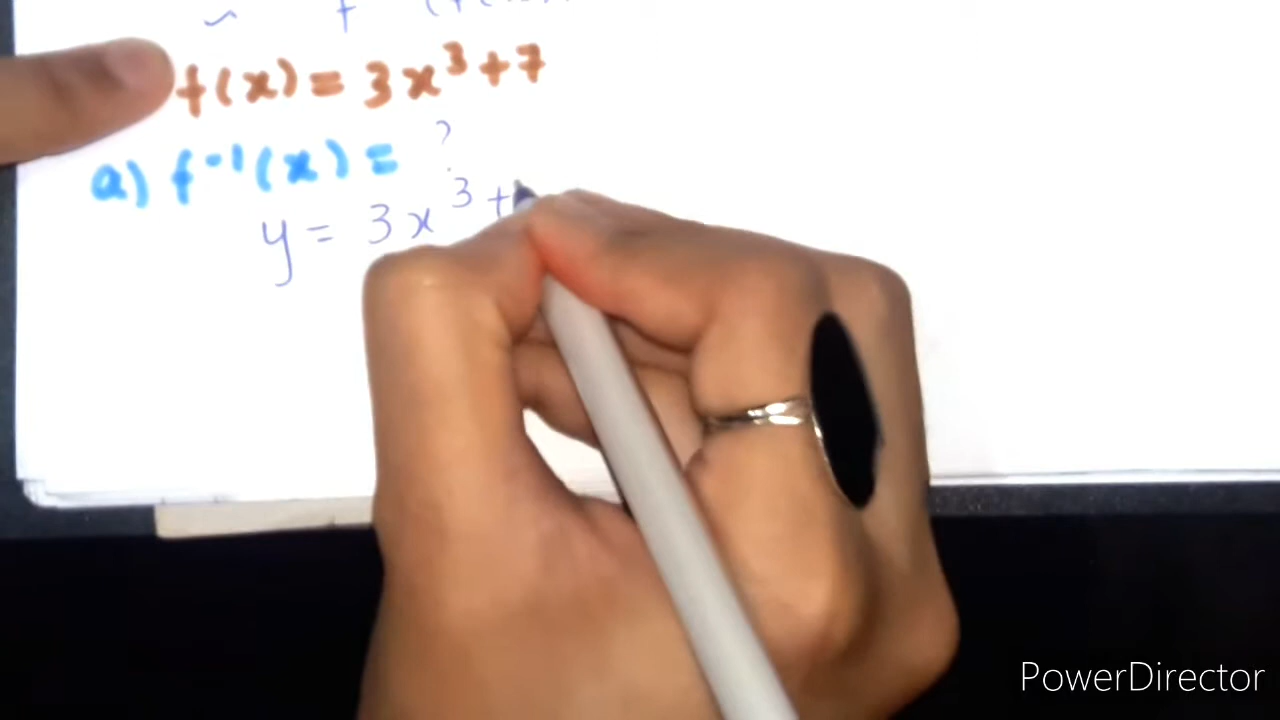 f(x) = 3x³+7
a) f⁻¹(x) = ?
y = 3x³+
PowerDirector